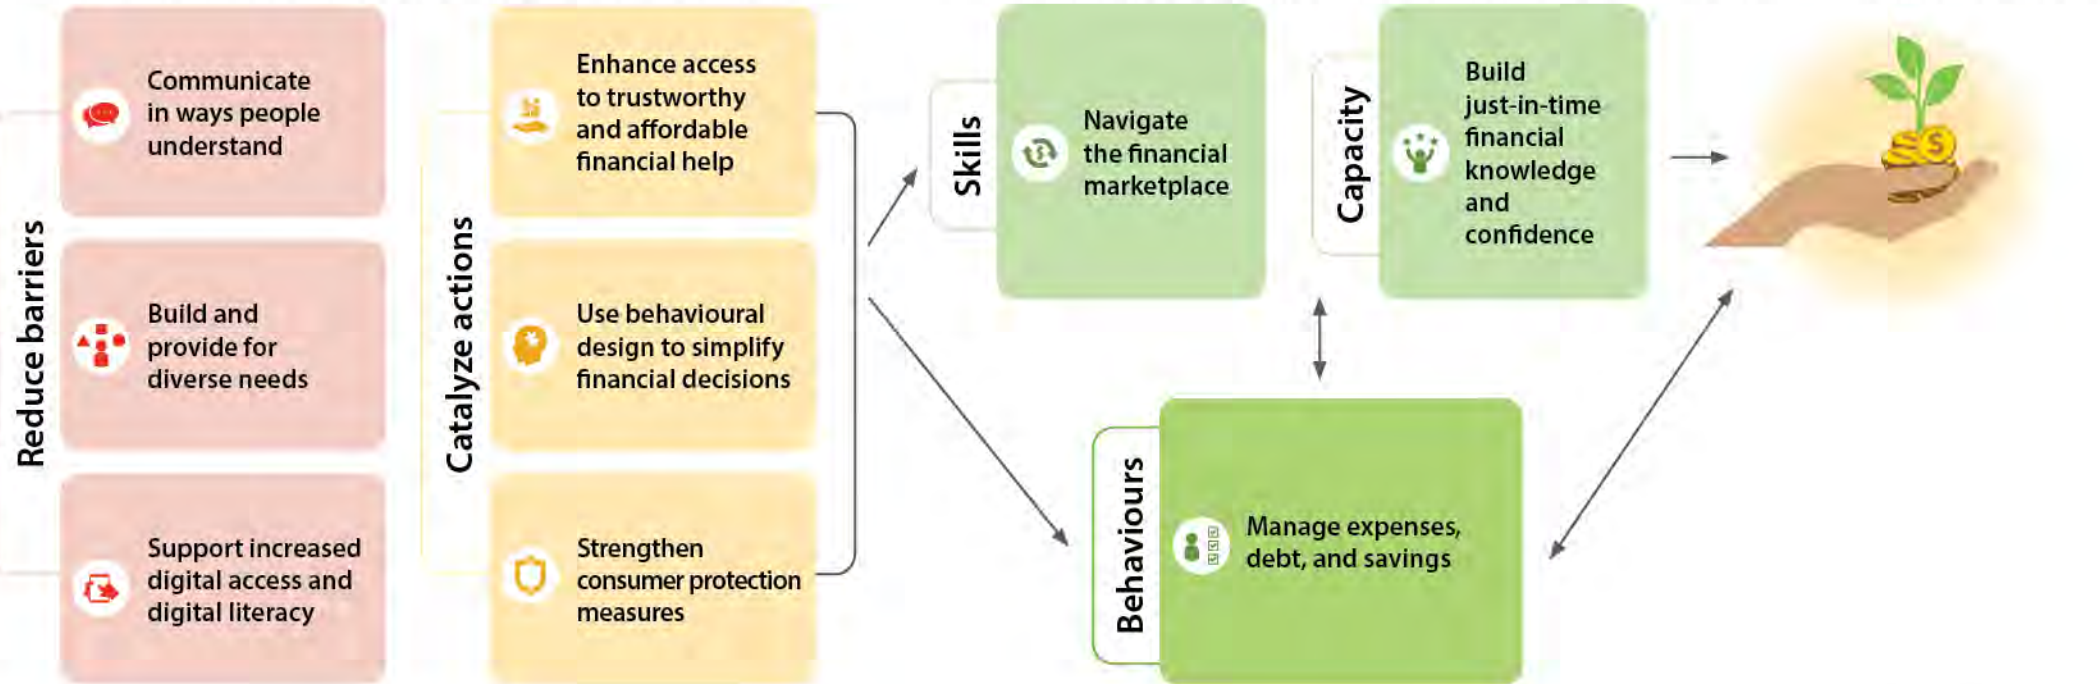 Reduce barriers
Communicate
in ways people
understand
Build and
provide for
diverse needs
Support increased
digital access and
digital literacy
Catalyze actions
Enhance access
to trustworthy
and affordable
financial help
Use behavioural
design to simplify
financial decisions
Strengthen
consumer protection
measures
Skills
Navigate
the financial
marketplace
Capacity
Build
just-in-time
financial
knowledge
and
confidence
$
Behaviours
Manage expenses,
debt, and savings